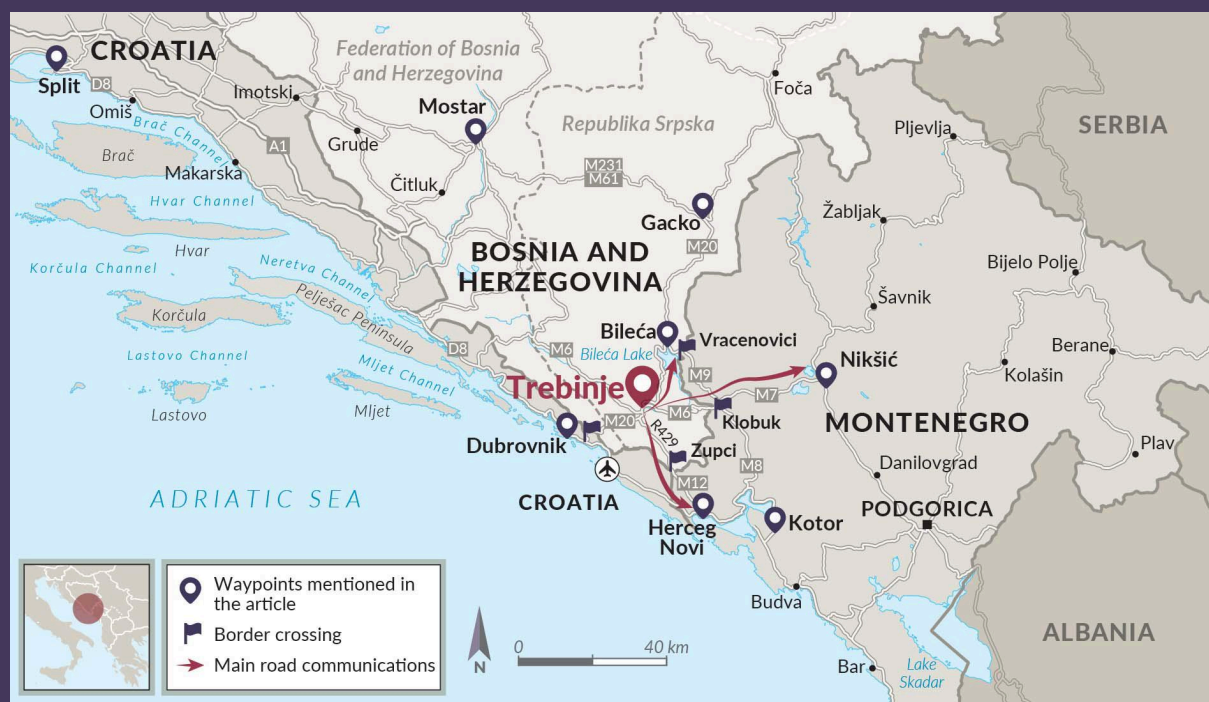 CROATIA
Split
D8
Omiš
Brač Channel
Brač
Makarska
Hvar Channel
Hvar
Imotski
A1
Federation of Bosnia
and Herzegovina
Mostar
Grude
Čitluk
Republika Srpska
M231
M61
Foča
Gacko
M20
Pljevlja
SERBIA
Žabljak
Bijelo Polje
Šavnik
Berane
Kolašin
Plav
BOSNIA AND
HERZEGOVINA
Korčula Channel
Neretva Channel
Pelješac Peninsula
Korčula
Lastovo Channel
Lastovo
Mljet Channel
Mljet
D8
M6
Bileća
Bileća Lake
Vracenovici
M9
Nikšić
Trebinje
M7
M6
Klobuk
M20
R429
Zupci
Dubrovnik
M8
M12
MONTENEGRO
Danilovgrad
PODGORICA
CROATIA
Herceg
Novi
Kotor
Budva
Bar
Lake
Skadar
ALBANIA
ADRIATIC SEA
Waypoints mentioned in
the article
Border crossing
Main road communications
N
0
40 km